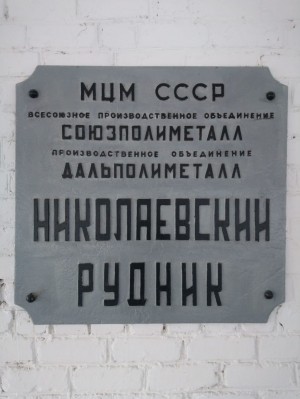 МЦМ СССР
ВСЕСОЮЗНОЕ ПРОИЗВОДСТВЕННОЕ ОБЪЕДИНЕНИЕ
СОЮЗПОЛИМЕТАЛЛ
ПРОИЗВОДСТВЕННОЕ ОБЪЕДИНЕНИЕ
ДАЛЬПОЛИМЕТАЛЛ
НИКОЛАЕВСКИЙ
РУДНИК